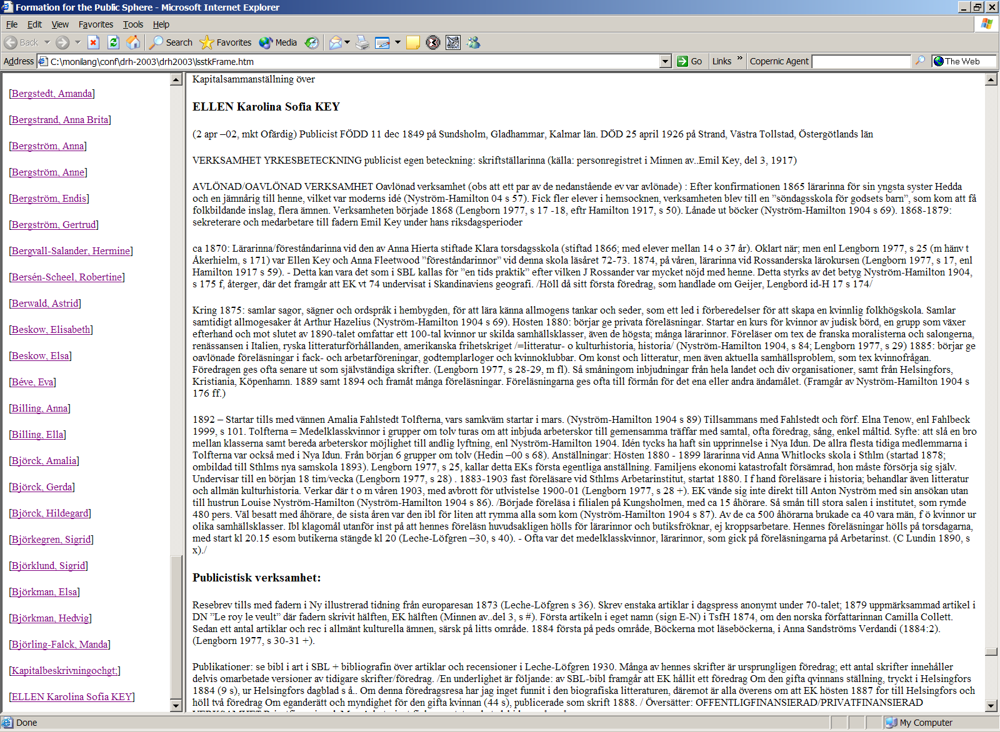 Formation for the Public Sphere - Microsoft Internet Explorer
File Edit View Favorites Tools Help
Back Search Favorites Media
Address C:\monilang\conf\drh-2003\drh2003\lsstkFrame.htm Go Links » Copernic Agent The Web
[Bergstedt, Amanda]
[Bergstrand, Anna Brita]
[Bergström, Anna]
[Bergström, Anne]
[Bergström, Endis]
[Bergström, Gertrud]
[Bergvall-Salander, Hermine]
[Bersén-Scheel, Robertine]
[Berwald, Astrid]
[Beskow, Elisabeth]
[Beskow, Elsa]
[Béve, Eva]
[Billing, Anna]
[Billing, Ella]
[Björck, Amalia]
[Björck, Gerda]
[Björck, Hildegard]
[Björkegren, Sigrid]
[Björklund, Sigrid]
[Björkman, Elsa]
[Björkman, Hedvig]
[Björling-Falck, Manda]
[Kapitalbeskrivningochgt;]
[ELLEN Karolina Sofia KEY]
Kapitalsammanställning över
ELLEN Karolina Sofia KEY
(2 apr –02, mkt Ofärdig) Publicist FÖDD 11 dec 1849 på Sundsholm, Gladhammar, Kalmar län. DÖD 25 april 1926 på Strand, Västra Tollstad, Östergötlands län
VERKSAMHET YRKESBETECKNING publicist egen beteckning: skriftställarinna (källa: personregistret i Minnen av..Emil Key, del 3, 1917)
AVLÖNAD/OAVLÖNAD VERKSAMHET Oavlönad verksamhet (obs att ett par av de nedanstående ev var avlönade) : Efter konfirmationen 1865 lärarinna för sin yngsta syster Hedda
och en jämnårig till henne, vilket var moderns idé (Nyström-Hamilton 04 s 57). Fick fler elever i hemsocknen, verksamheten blev till en ”söndagsskola för godsets barn”, som kom att få
folkbildande inslag, flera ämnen. Verksamheten började 1868 (Lengborn 1977, s 17 -18, eftr Hamilton 1917, s 50). Lånade ut böcker (Nyström-Hamilton 1904 s 69). 1868-1879:
sekreterare och medarbetare till fadern Emil Key under hans riksdagsperioder
ca 1870: Lärarinna/föreståndarinna vid den av Anna Hierta stiftade Klara torsdagsskola (stiftad 1866; med elever mellan 14 o 37 år). Oklart när; men enl Lengborn 1977, s 25 (m hänv t
Åkerhielm, s 171) var Ellen Key och Anna Fleetwood ”föreståndarinnor” vid denna skola läsåret 72-73. 1874, på våren, lärarinna vid Rossanderska lärokursen (Lengborn 1977, s 17, enl
Hamilton 1917 s 59). - Detta kan vara det som i SBL kallas för ”en tids praktik” efter vilken J Rossander var mycket nöjd med henne. Detta styrks av det betyg Nyström-Hamilton 1904,
s 175 f, återger, där det framgår att EK vt 74 undervisat i Skandinaviens geografi. /Höll då sitt första föredrag, som handlade om Geijer, Lengbord id-H 17 s 174/
Kring 1875: samlar sagor, sägner och ordspråk i hembygden, för att lära känna allmogens tankar och seder, som ett led i förberedelser för att skapa en kvinnlig folkhögskola. Samlar
samtidigt allmogesaker åt Arthur Hazelius (Nyström-Hamilton 1904 s 69). Hösten 1880: börjar ge privata föreläsningar. Startar en kurs för kvinnor av judisk börd, en grupp som växer
efterhand och mot slutet av 1890-talet omfattar ett 100-tal kvinnor ur skilda samhällsklasser, även de högsta; många lärarinnor. Föreläser om tex de franska moralisterna och salongerna,
renässansen i Italien, ryska litteraturförhållanden, amerikanska frihetskriget /=litteratur- o kulturhistoria, historia/ (Nyström-Hamilton 1904, s 84; Lengborn 1977, s 29) 1885: börjar ge
oavlönade föreläsningar i fack- och arbetarföreningar, godtemplarloger och kvinnoklubbar. Om konst och litteratur, men även aktuella samhällsproblem, som tex kvinnofrågan.
Föredragen ges ofta senare ut som självständiga skrifter. (Lengborn 1977, s 28-29, m fl). Så småningom inbjudningar från hela landet och div organisationer, samt från Helsingfors,
Kristiania, Köpenhamn. 1889 samt 1894 och framåt många föreläsningar. Föreläsningarna ges ofta till förmån för det ena eller andra ändamålet. (Framgår av Nyström-Hamilton 1904 s
176 ff.)
1892 – Startar tills med vännen Amalia Fahlstedt Tolfterna, vars samkväm startar i mars. (Nyström-Hamilton 1904 s 89) Tillsammans med Fahlstedt och förf. Elna Tenow, enl Fahlbeck
1999, s 101. Tolfterna = Medelklasskvinnor i grupper om tolv turas om att inbjuda arbeterskor till gemensamma träffar med samtal, ofta föredrag, sång, enkel måltid. Syfte: att slå en bro
mellan klasserna samt bereda arbeterskor möjlighet till andlig lyftning, enl Nyström-Hamilton 1904. Idén tycks ha haft sin upprinnelse i Nya Idun. De allra flesta tidiga medlemmarna i
Tolfterna var också med i Nya Idun. Från början 6 grupper om tolv (Hedin –00 s 68). Anställningar: Hösten 1880 - 1899 lärarinna vid Anna Whitlocks skola i Sthlm (startad 1878;
ombildad till Sthlms nya samskola 1893). Lengborn 1977, s 25, kallar detta EKs första egentliga anställning. Familjens ekonomi katastrofalt försämrad, hon måste försörja sig själv.
Undervisar till en början 18 tim/vecka (Lengborn 1977, s 28) . 1883-1903 fast föreläsare vid Sthlms Arbetarinstitut, startat 1880. I f hand föreläsare i historia; behandlar även litteratur
och allmän kulturhistoria. Verkar där t o m våren 1903, med avbrott för utlvistelse 1900-01 (Lengborn 1977, s 28 +). EK vände sig inte direkt till Anton Nyström med sin ansökan utan
till hustrun Louise Nyström-Hamilton (Nyström-Hamilton 1904 s 86). /Började föreläsa i filialen på Kungsholmen, med ca 15 åhörare. Så smån till stora salen i institutet, som rymde
480 pers. Väl besatt med åhörare, de sista åren var den ibl för liten att rymma alla som kom (Nyström-Hamilton 1904 s 87). Av de ca 500 åhörarna brukade ca 40 vara män, f ö kvinnor ur
olika samhällsklasser. Ibl klagomål utanför inst på att hennes föreläsn huvudsakligen hölls för lärarinnor och butiksfröknar, ej kroppsarbetare. Hennes föreläsningar hölls på torsdagarna,
med start kl 20.15 esom butikerna stängde kl 20 (Leche-Löfgren –30, s 40). - Ofta var det medelklasskvinnor, lärarinnor, som gick på föreläsningarna på Arbetarinst. (C Lundin 1890, s
x)./
Publicistisk verksamhet:
Resebrev tills med fadern i Ny illustrerad tidning från europaresan 1873 (Leche-Löfgren s 36). Skrev enstaka artiklar i dagspress anonymt under 70-talet; 1879 uppmärksammad artikel i
DN ”Le roy le veult” där fadern skrivit hälften, EK hälften (Minnen av..del 3, s #). Första artikeln i eget namn (sign E-N) i TsfH 1874, om den norska författarinnan Camilla Collett.
Sedan ett antal artiklar och rec i allmänt kulturella ämnen, särsk på litts område. 1884 första på peds område, Böckerna mot läseböckerna, i Anna Sandströms Verdandi (1884:2).
(Lengborn 1977, s 30-31 +).
Publikationer: se bibl i art i SBL + bibliografin över artiklar och recensioner i Leche-Löfgren 1930. Många av hennes skrifter är ursprungligen föredrag; ett antal skrifter innehåller
delvis omarbetade versioner av tidigare skrifter/föredrag. /En underlighet är följande: av SBL-bibl framgår att EK hållit ett föredrag Om den gifta qvinnans ställning, tryckt i Helsingfors
1884 (9 s), ur Helsingfors dagblad s å.. Om denna föredragsresa har jag inget funnit i den biografiska litteraturen, däremot är alla överens om att EK hösten 1887 for till Helsingfors och
höll två föredrag Om eganderätt och myndighet för den gifta kvinnan (44 s), publicerade som skrift 1888. / Översätter: OFFENTLIGFINANSIERAD/PRIVATFINANSIERAD
Done My Computer